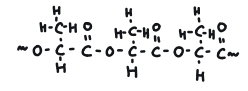 H H H
H-C-H O H-C-H O H-C-H O
~O-C-C-O-C-C-O-C-C~
H H H